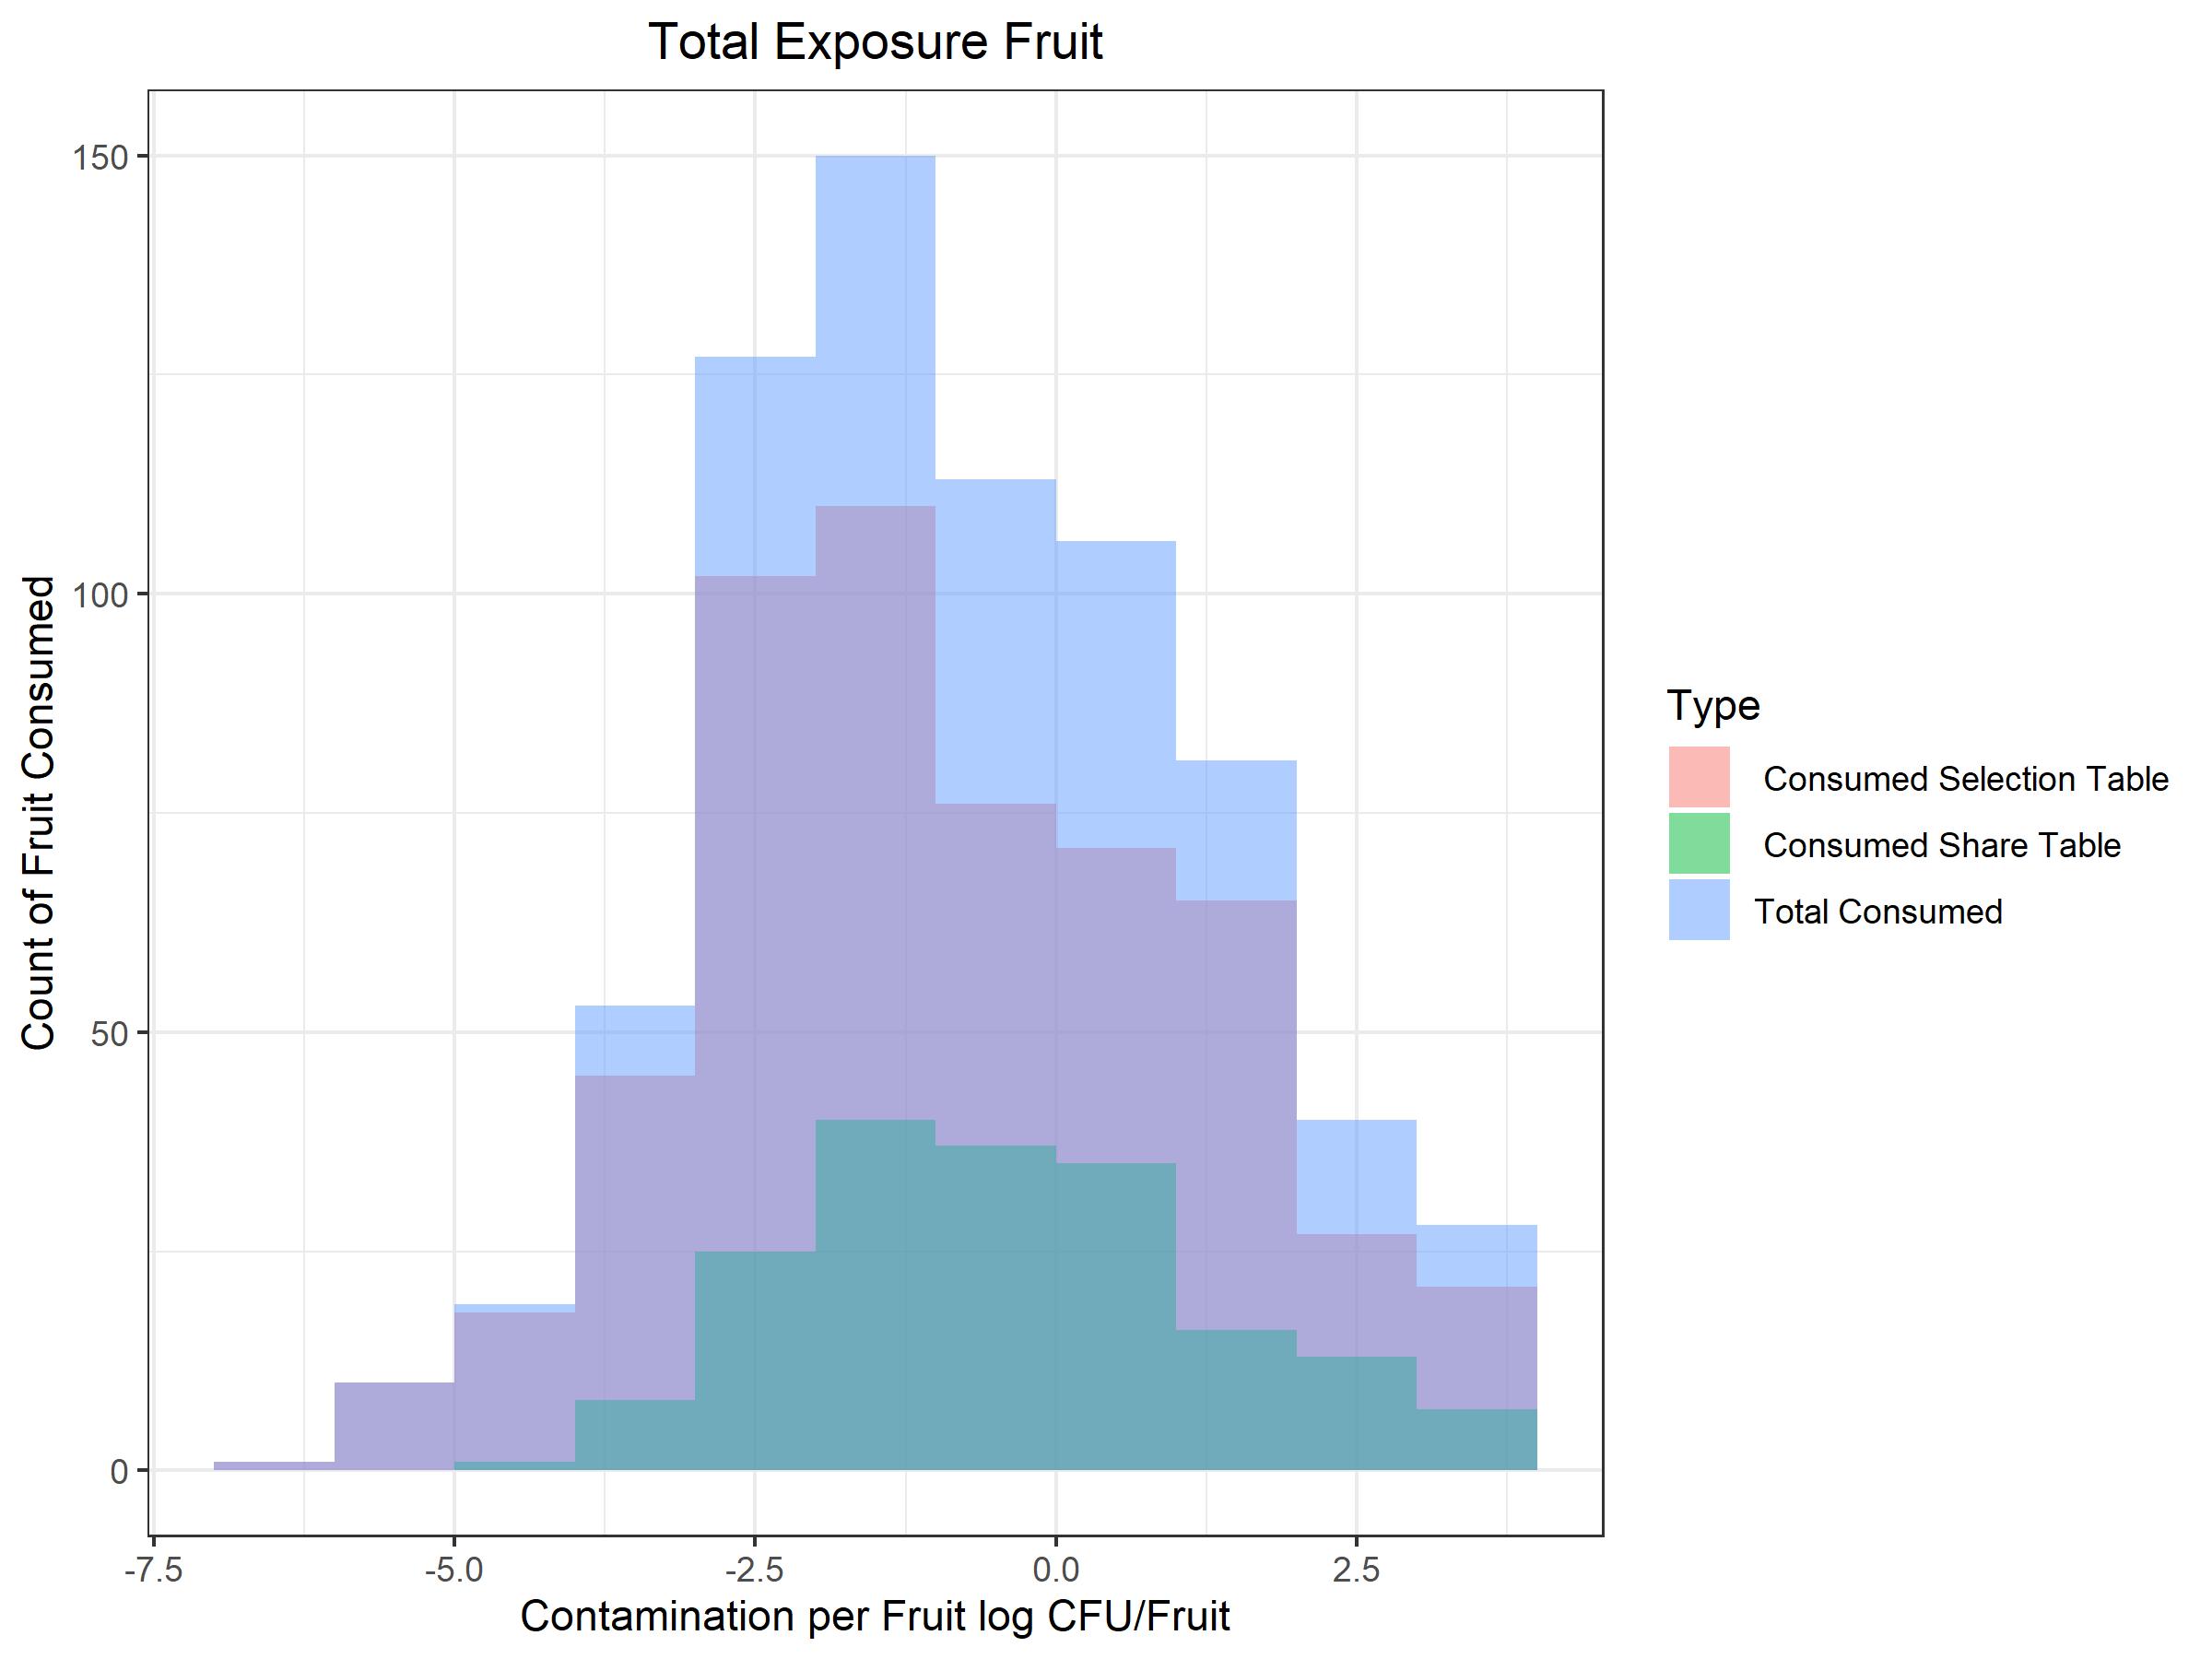 Total Exposure Fruit
150
100
50
0
Count of Fruit Consumed
-7.5
-5.0
-2.5
0.0
2.5
Contamination per Fruit log CFU/Fruit
Type
Consumed Selection Table
Consumed Share Table
Total Consumed